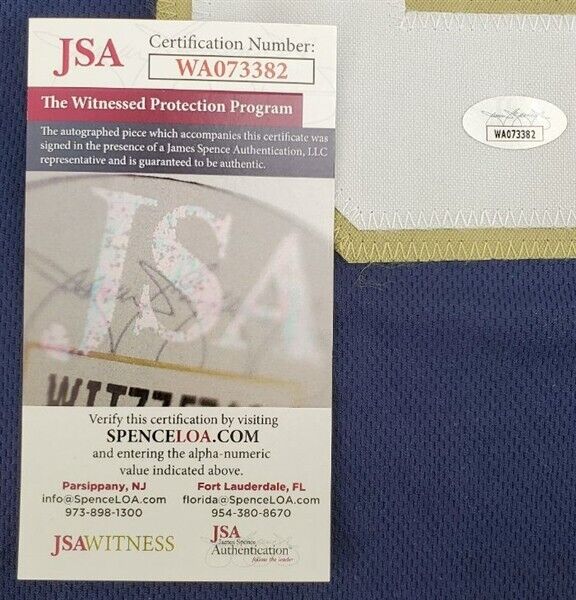 JSA
Certification Number:
WA073382
The Witnessed Protection Program
The autographed piece which accompanies this certificate was
signed in the presence of a James Spence Authentication, LLC
representative and is guaranteed to be authentic.
JSA
Verify this certification by visiting
SPENCELOA.COM
and entering the alpha-numeric
value indicated above.
Parsippany, NJ
info@SpenceLOA.com
973-898-1300
Fort Lauderdale, FL
florida@SpenceLOA.com
954-380-8670
JSAWITNESS
JSA
James Spence
Authentication
follow the leader
WA073382